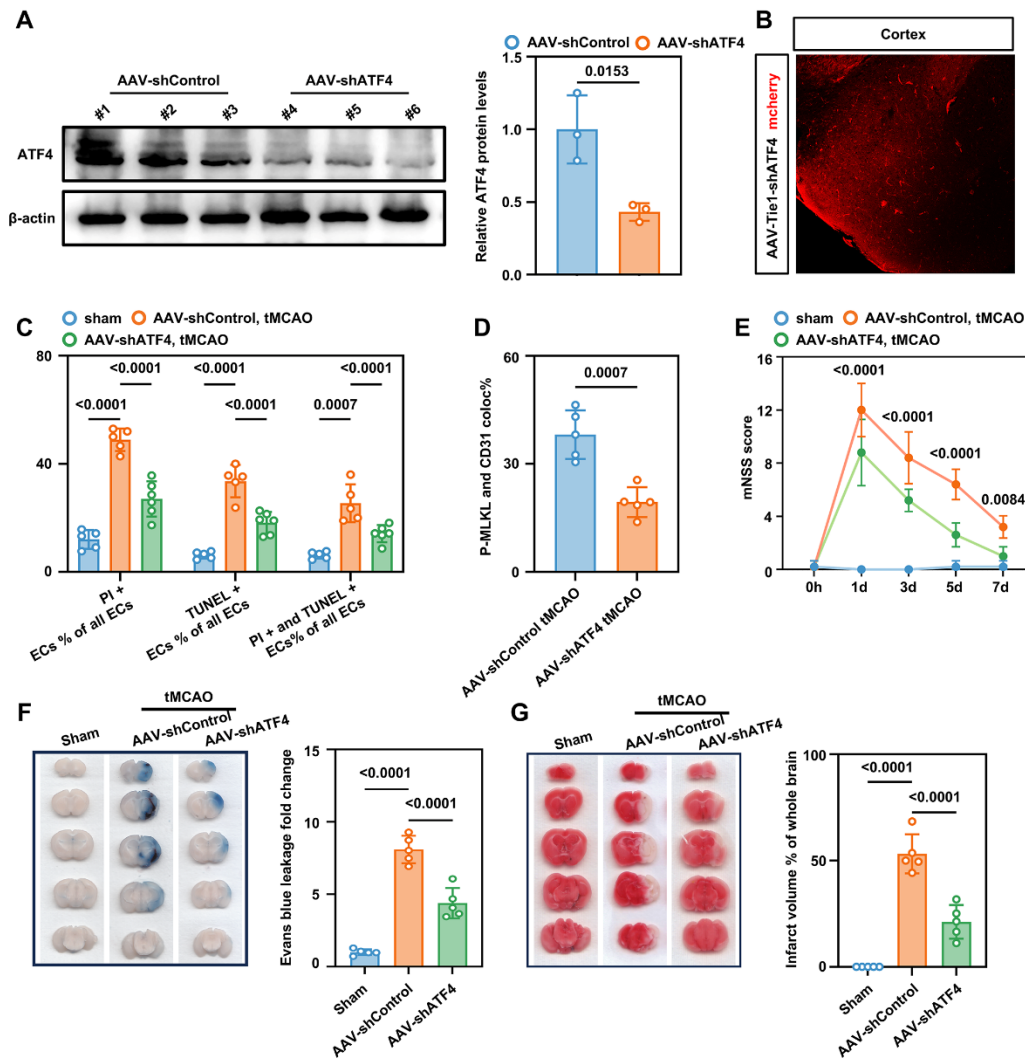 A
AAV-shControl
AAV-shATF4
#1
#2
#3
#4
#5
#6
ATF4
β-actin
AAV-shControl
AAV-shATF4
Relative ATF4 protein levels
1.5
1.0
0.5
0.0
0.0153
B
Cortex
AAV-Tie1-shATF4 mcherry
C
sham
AAV-shControl, tMCAO
AAV-shATF4, tMCAO
80
40
0
<0.0001
<0.0001
<0.0001
<0.0001
<0.0001
0.0007
PI +
ECs % of all ECs
TUNEL +
ECs % of all ECs
PI + and TUNEL +
ECs% of all ECs
D
P-MLKL and CD31 coloc%
60
30
0
0.0007
AAV-shControl tMCAO
AAV-shATF4 tMCAO
E
sham
AAV-shControl, tMCAO
AAV-shATF4, tMCAO
mNSS score
16
12
8
4
0
<0.0001
<0.0001
<0.0001
0.0084
0h
1d
3d
5d
7d
F
tMCAO
Sham
AAV-shControl
AAV-shATF4
Evans blue leakage fold change
15
10
5
0
<0.0001
<0.0001
Sham
AAV-shControl
AAV-shATF4
G
tMCAO
Sham
AAV-shControl
AAV-shATF4
Infarct volume % of whole brain
100
50
0
<0.0001
<0.0001
Sham
AAV-shControl
AAV-shATF4